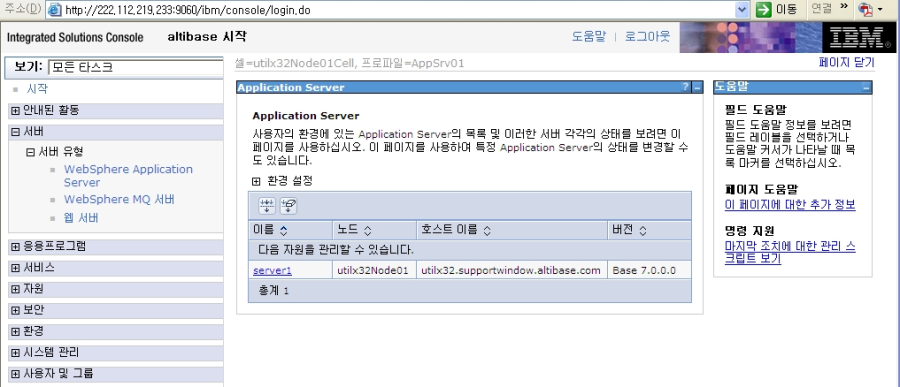 주소(D) http://222,112,219,233:9060/ibm/console/login,do 이동 연결 »
Integrated Solutions Console altibase 시작 도움말 | 로그아웃 IBM
보기: 모든 타스크
시작
안내된 활동
서버
서버 유형
WebSphere Application
Server
WebSphere MQ 서버
웹 서버
응용프로그램
서비스
자원
보안
환경
시스템 관리
사용자 및 그룹
셀=utilx32Node01Cell, 프로파일=AppSrv01 페이지 닫기
Application Server ? -
Application Server
사용자의 환경에 있는 Application Server의 목록 및 이러한 서버 각각의 상태를 보려면 이
페이지를 사용하십시오. 이 페이지를 사용하여 특정 Application Server의 상태를 변경할 수
도 있습니다.
환경 설정
이름 노드 호스트 이름 버전
다음 자원을 관리할 수 있습니다.
server1 utilx32Node01 utilx32.supportwindow.altibase.com Base 7.0.0.0
총계 1
도움말 -
필드 도움말
필드 도움말 정보를 보려면
필드 레이블을 선택하거나
도움말 커서가 나타날 때 목
록 마커를 선택하십시오.
페이지 도움말
이 페이지에 대한 추가 정보
명령 지원
마지막 조치에 대한 관리 스
크립트 보기